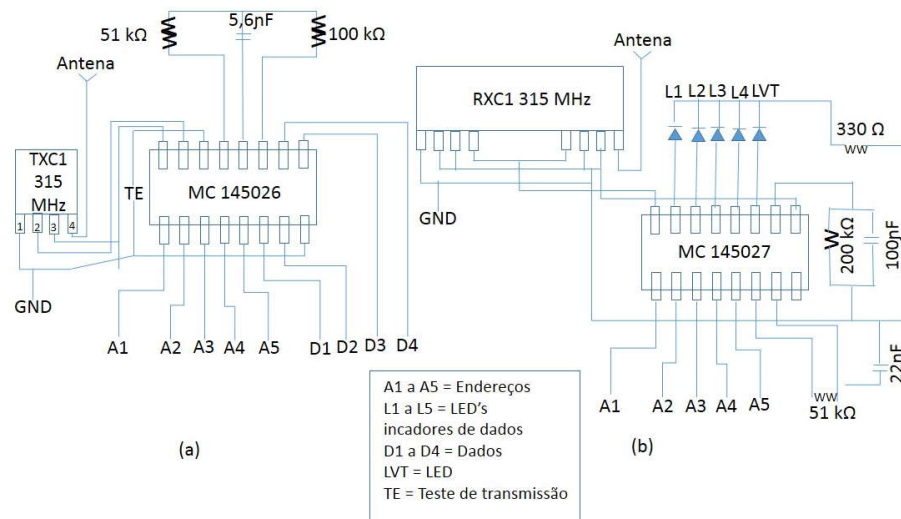 51 kΩ
5,6ηF
100 kΩ
Antena
TXC1
315
MHz
1 2 3 4
TE
MC 145026
GND
A1 A2 A3 A4 A5 D1 D2 D3 D4
(a)
Antena
RXC1 315 MHz
L1 L2 L3 L4 LVT
330 Ω
GND
MC 145027
200 kΩ
100ηF
22ηF
51 kΩ
A1 A2 A3 A4 A5
(b)
A1 a A5 = Endereços
L1 a L5 = LED’s
incadores de dados
D1 a D4 = Dados
LVT = LED
TE = Teste de transmissão